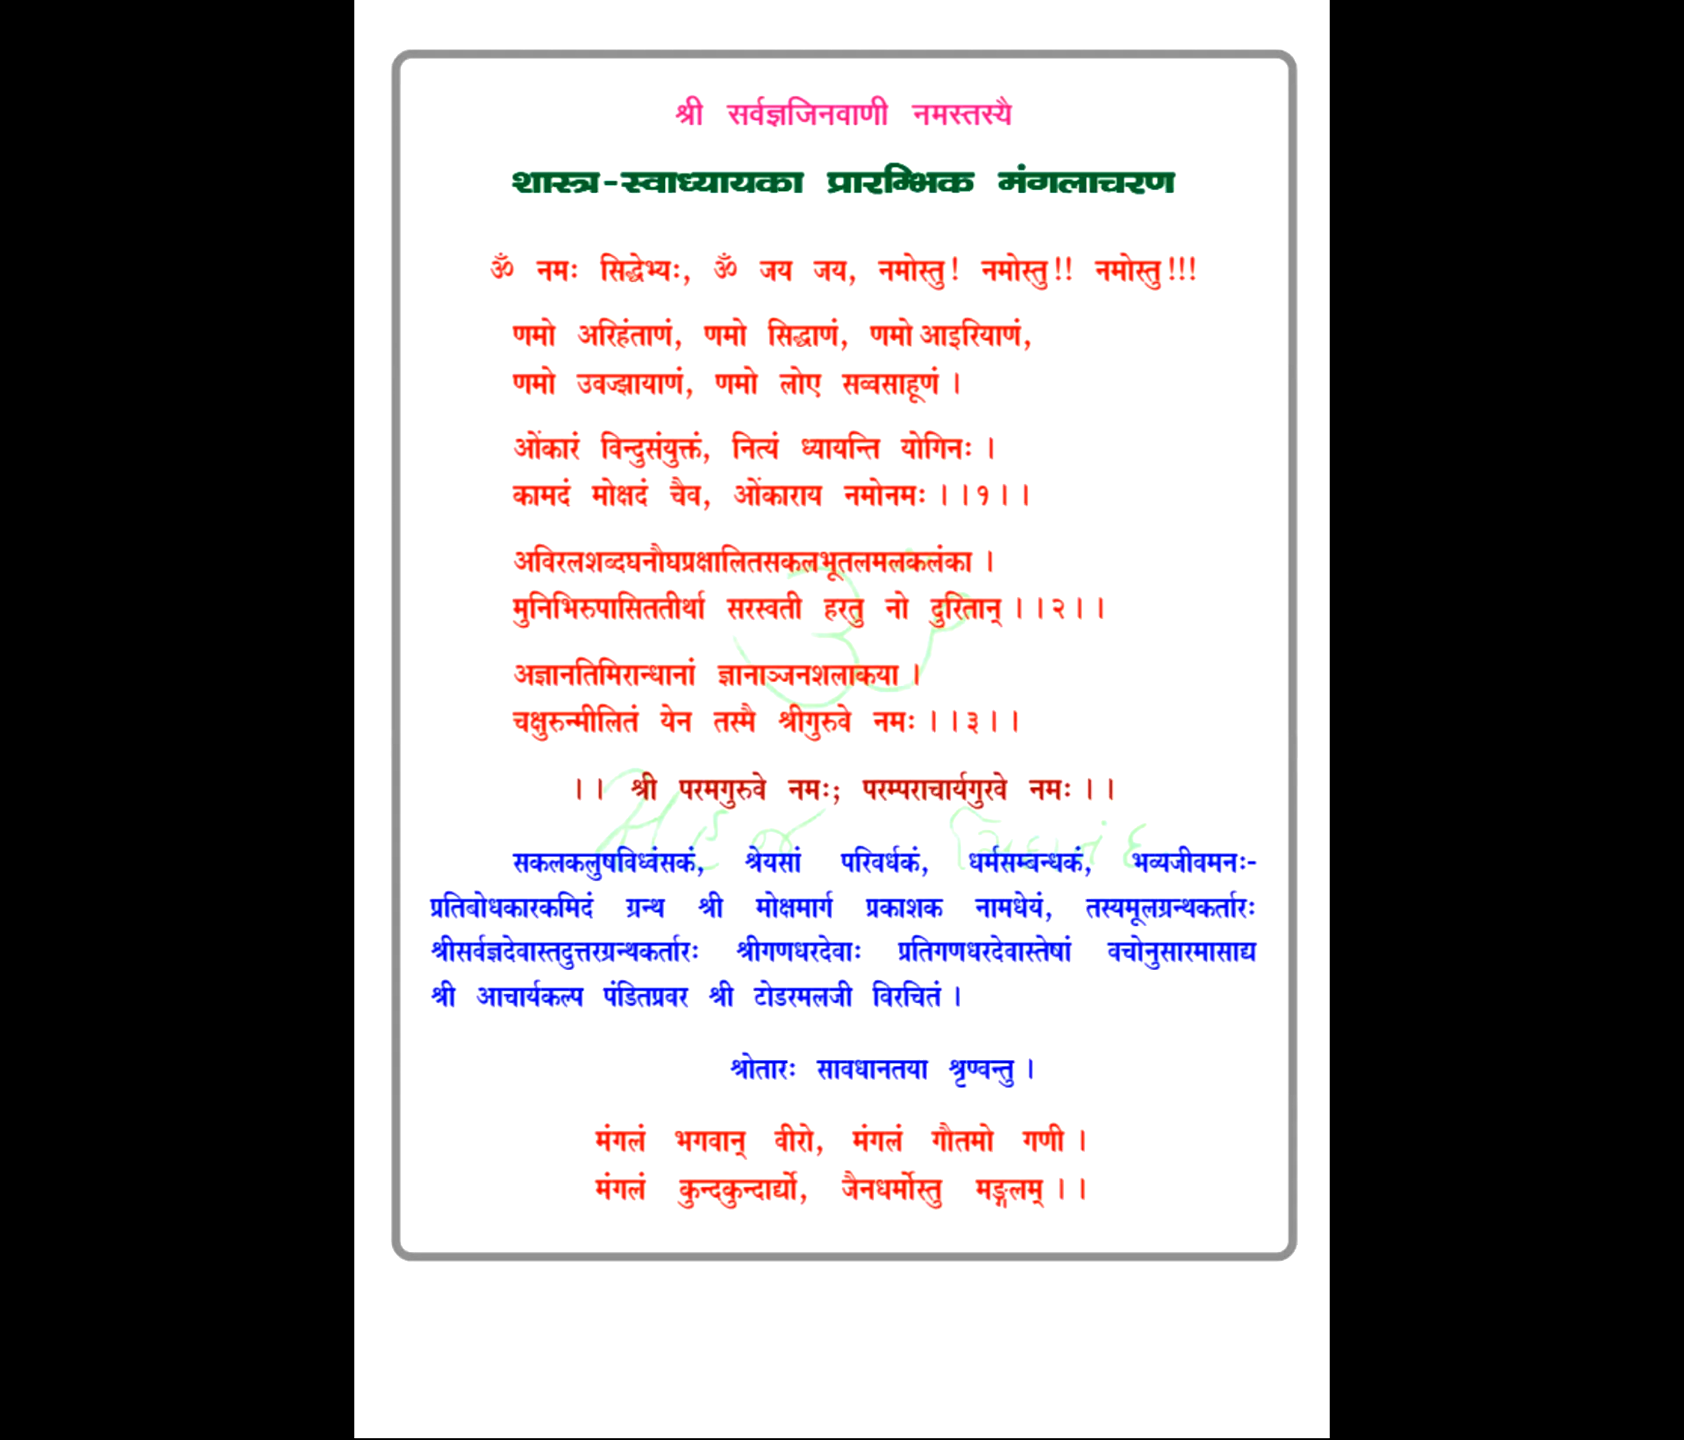 श्री सर्वज्ञजिनवाणी नमस्तस्यै
शास्त्र-स्वाध्यायका प्रारम्भिक मंगलाचरण
ॐ नमः सिद्धेभ्यः, ॐ जय जय, नमोस्तु! नमोस्तु!! नमोस्तु!!!
णमो अरिहंताणं, णमो सिद्धाणं, णमो आइरियाणं,
णमो उवज्झायाणं, णमो लोए सव्वसाहूणं ।
ओंकारं विन्दुसंयुक्तं, नित्यं ध्यायन्ति योगिनः ।
कामदं मोक्षदं चैव, ओंकाराय नमोनमः ।।१।।
अविरलशब्दघनौघप्रक्षालितसकलभूतलमलकलंका ।
मुनिभिरुपासिततीर्था सरस्वती हरतु नो दुरितान् ।।२।।
अज्ञानतिमिरान्धानां ज्ञानाञ्जनशलाकया ।
चक्षुरुन्मीलितं येन तस्मै श्रीगुरुवे नमः ।।३।।
।। श्री परमगुरुवे नमः; परम्पराचार्यगुरवे नमः ।।
सकलकलुषविध्वंसकं, श्रेयसां परिवर्धकं, धर्मसम्बन्धकं, भव्यजीवमनः-
प्रतिबोधकारकमिदं ग्रन्थ श्री मोक्षमार्ग प्रकाशक नामधेयं, तस्यमूलग्रन्थकर्तारः
श्रीसर्वज्ञदेवास्तदुत्तरग्रन्थकर्तारः श्रीगणधरदेवाः प्रतिगणधरदेवास्तेषां वचोनुसारमासाद्य
श्री आचार्यकल्प पंडितप्रवर श्री टोडरमलजी विरचितं ।
श्रोतारः सावधानतया श्रृण्वन्तु ।
मंगलं भगवान् वीरो, मंगलं गौतमो गणी ।
मंगलं कुन्दकुन्दार्द्यो, जैनधर्मोस्तु मङ्गलम् ।।